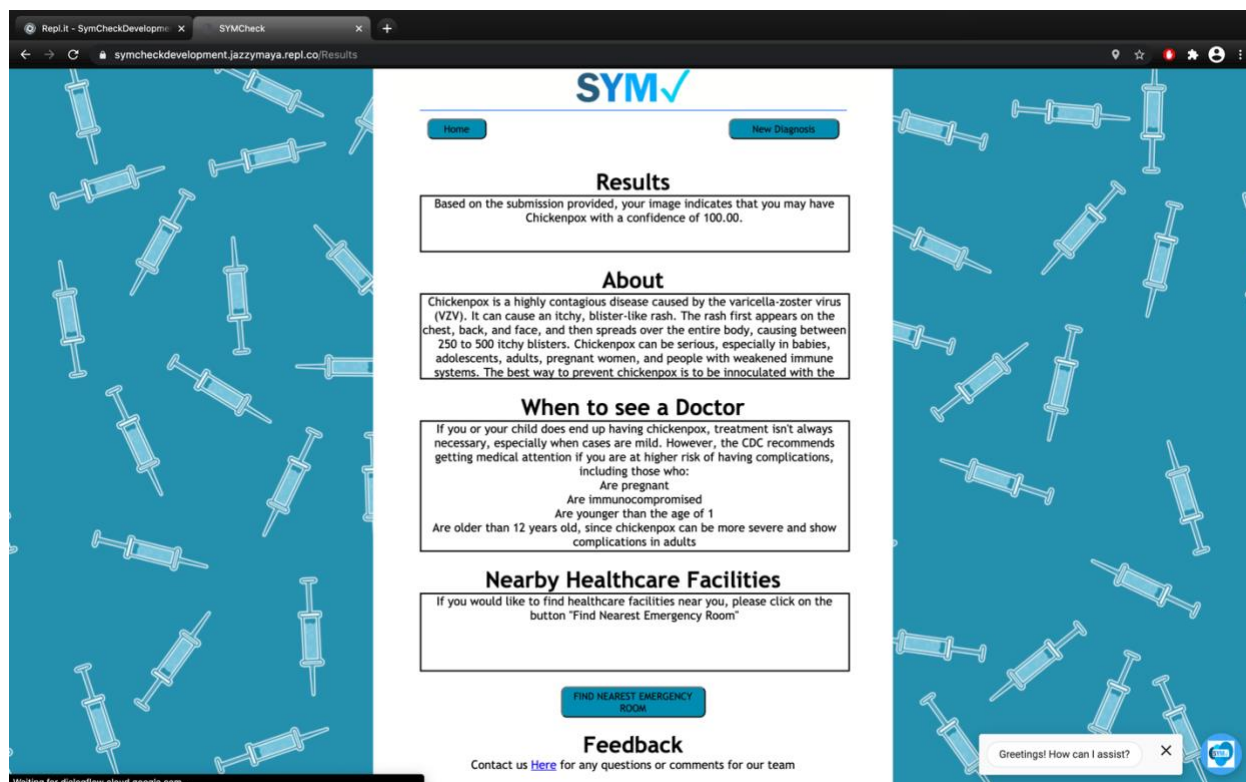 Repl.it - SymCheckDevelopme
SYMCheck
symcheckdevelopment.jazzymaya.repl.co/Results
SYM✓
Home
New Diagnosis
Results
Based on the submission provided, your image indicates that you may have
Chickenpox with a confidence of 100.00.
About
Chickenpox is a highly contagious disease caused by the varicella-zoster virus
(VZV). It can cause an itchy, blister-like rash. The rash first appears on the
chest, back, and face, and then spreads over the entire body, causing between
250 to 500 itchy blisters. Chickenpox can be serious, especially in babies,
adolescents, adults, pregnant women, and people with weakened immune
systems. The best way to prevent chickenpox is to be innoculated with the
When to see a Doctor
If you or your child does end up having chickenpox, treatment isn't always
necessary, especially when cases are mild. However, the CDC recommends
getting medical attention if you are at higher risk of having complications,
including those who:
Are pregnant
Are immunocompromised
Are younger than the age of 1
Are older than 12 years old, since chickenpox can be more severe and show
complications in adults
Nearby Healthcare Facilities
If you would like to find healthcare facilities near you, please click on the
button "Find Nearest Emergency Room"
FIND NEAREST EMERGENCY
ROOM
Feedback
Contact us Here for any questions or comments for our team
Greetings! How can I assist?
Waiting for dialogflow.cloud.google.com